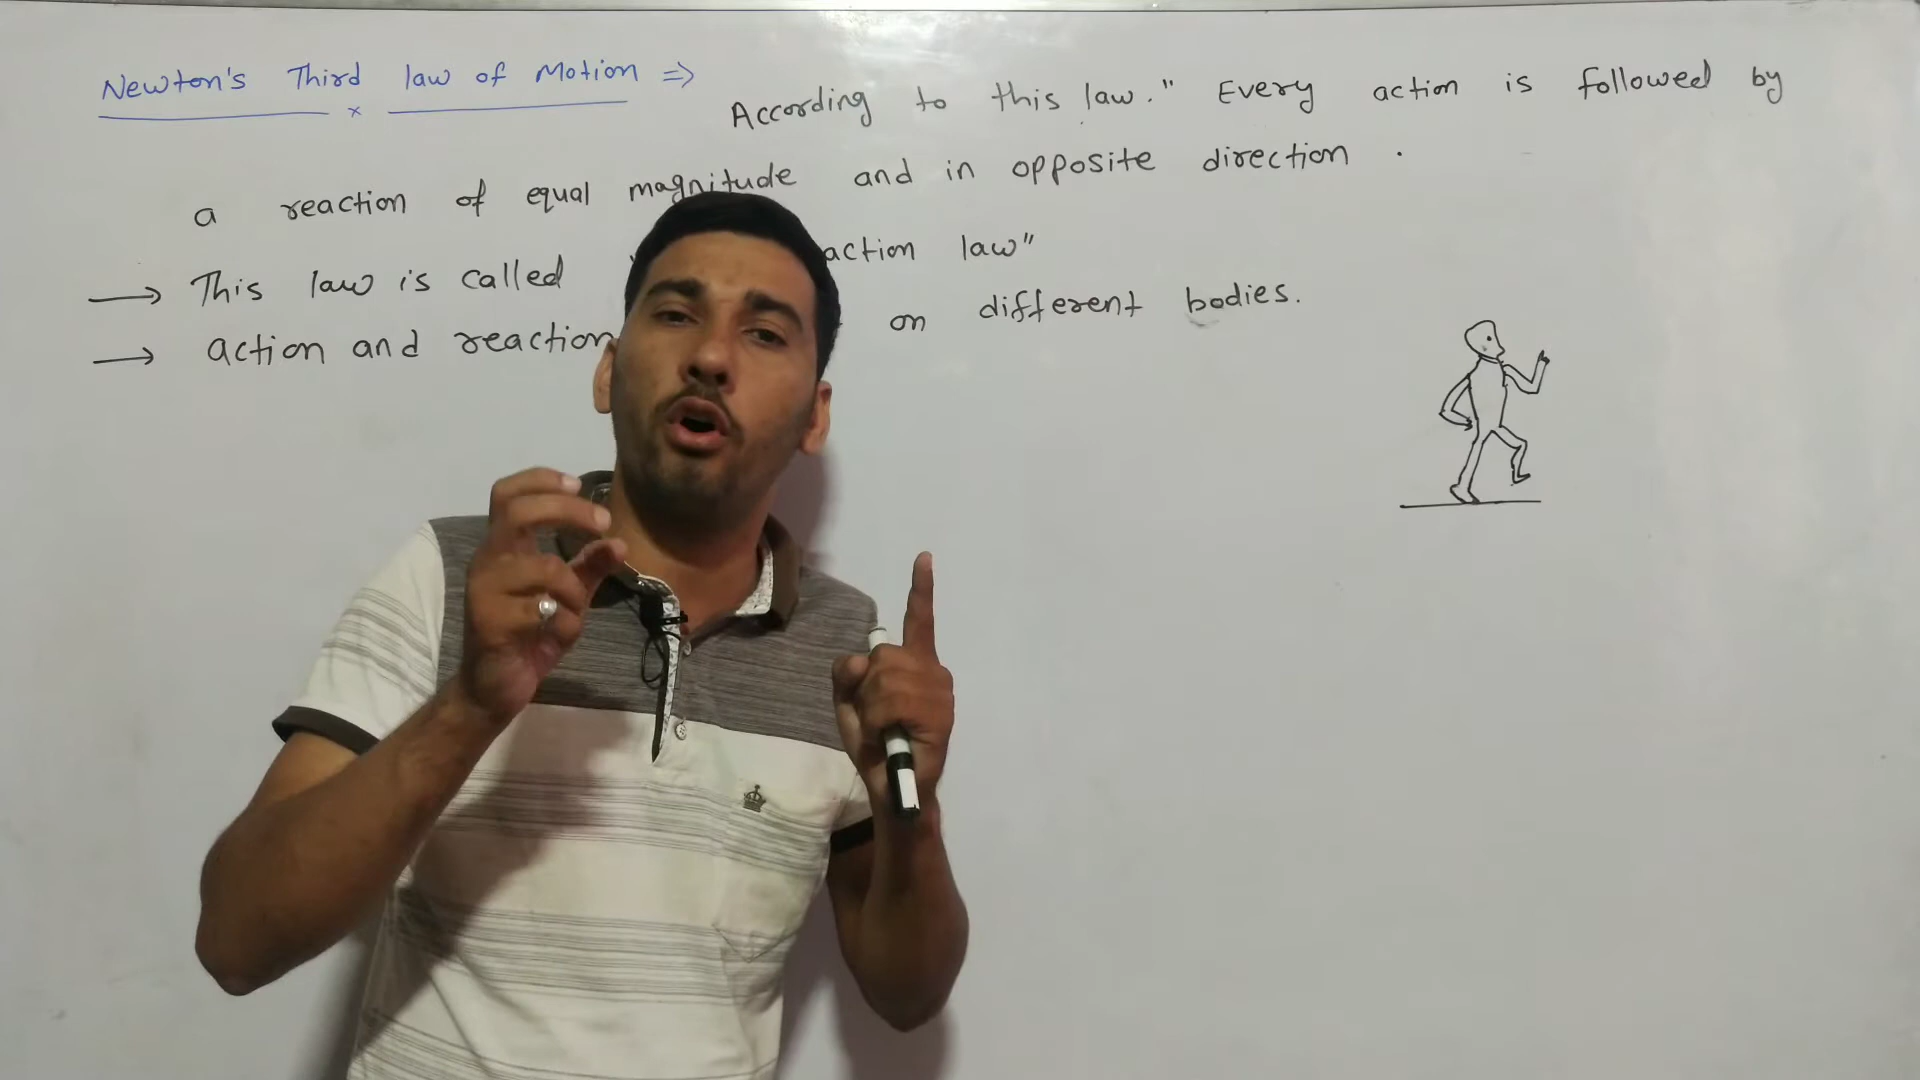 Newton's Third law of Motion ⇒ According to this law." Every action is followed by
a reaction of equal magnitude and in opposite direction .
→ This law is called " action law"
→ action and reaction on different bodies.